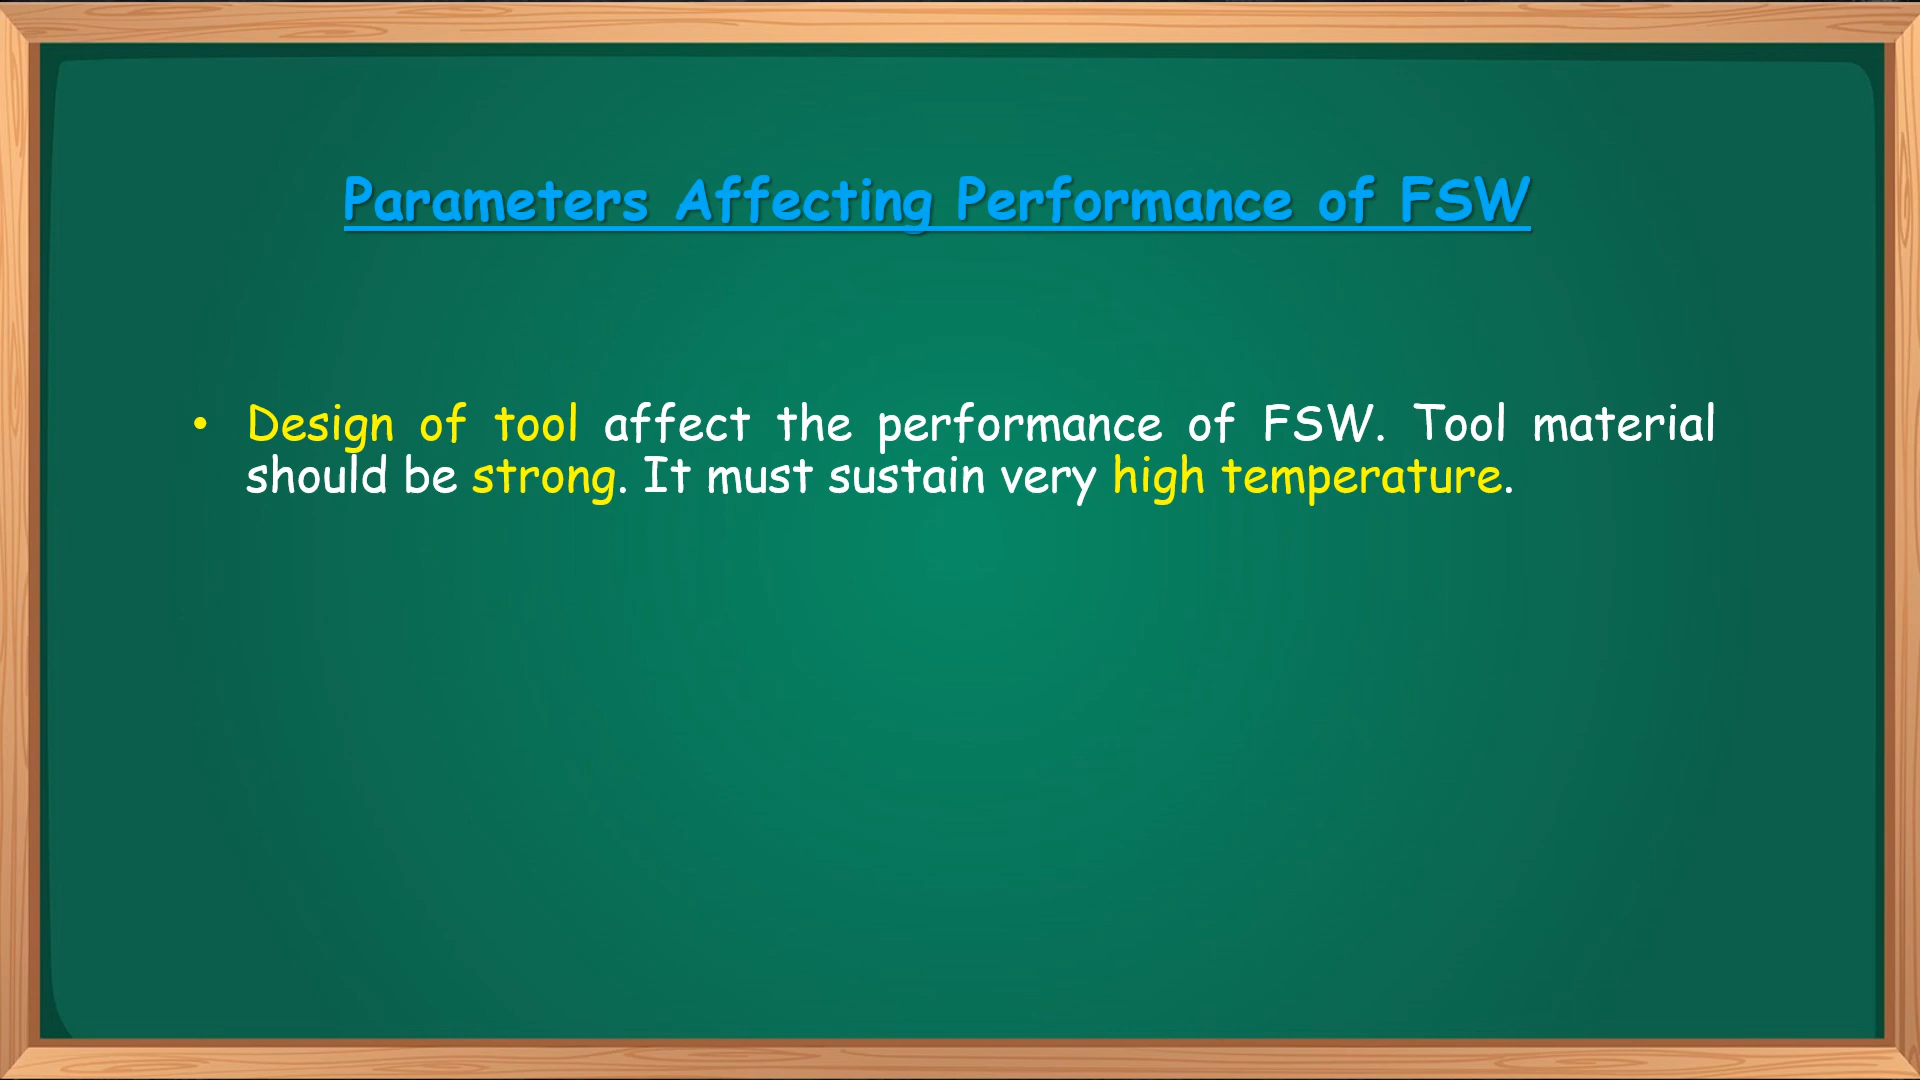 Parameters Affecting Performance of FSW
• Design of tool affect the performance of FSW. Tool material
should be strong. It must sustain very high temperature.